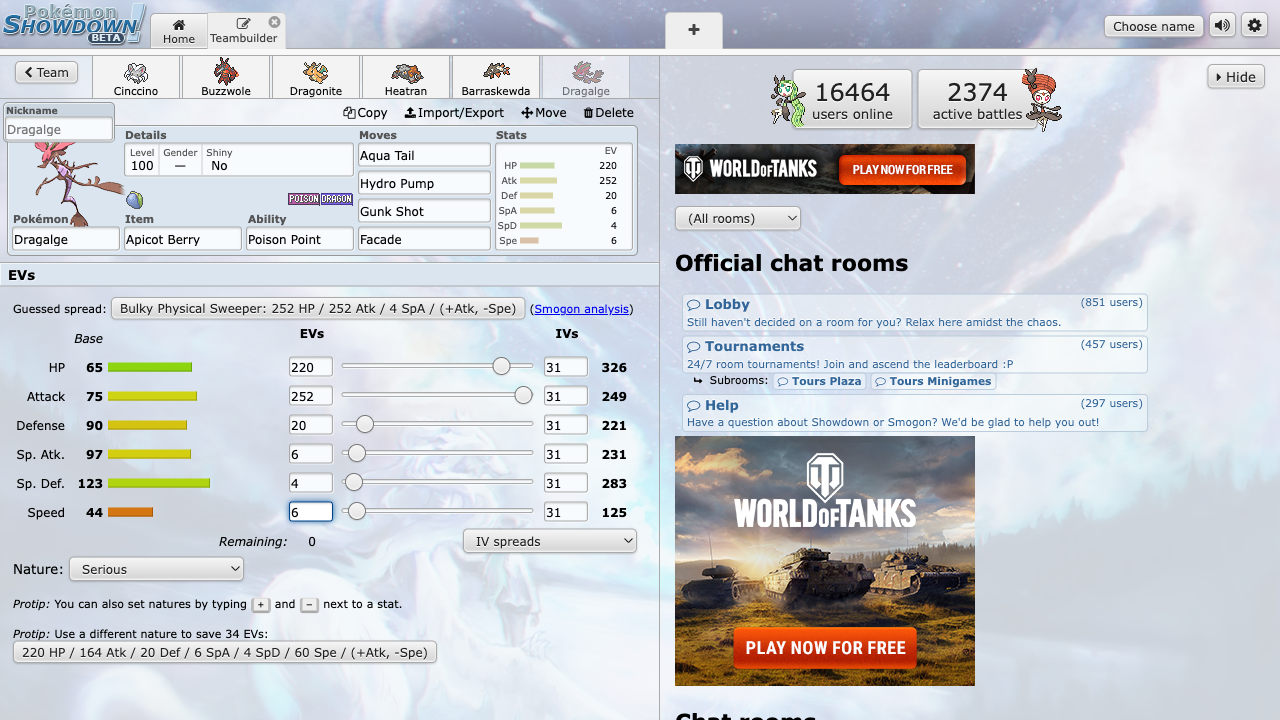 Pokémon
SHOWDOWN!
BETA
Home
Teambuilder
+
Choose name
Team
Cinccino
Buzzwole
Dragonite
Heatran
Barraskewda
Dragalge
Hide
Nickname
Dragalge
Copy
Import/Export
Move
Delete
Details
Level
100
Gender
—
Shiny
No
POISON
DRAGON
Pokémon
Dragalge
Item
Apicot Berry
Ability
Poison Point
Moves
Aqua Tail
Hydro Pump
Gunk Shot
Facade
Stats
EV
HP 220
Atk 252
Def 20
SpA 6
SpD 4
Spe 6
EVs
Guessed spread: Bulky Physical Sweeper: 252 HP / 252 Atk / 4 SpA / (+Atk, -Spe) (Smogon analysis)
Base EVs IVs
HP 65 220 31 326
Attack 75 252 31 249
Defense 90 20 31 221
Sp. Atk. 97 6 31 231
Sp. Def. 123 4 31 283
Speed 44 6 31 125
Remaining: 0
IV spreads
Nature: Serious
Protip: You can also set natures by typing + and − next to a stat.
Protip: Use a different nature to save 34 EVs:
220 HP / 164 Atk / 20 Def / 6 SpA / 4 SpD / 60 Spe / (+Atk, -Spe)
16464
users online
2374
active battles
WORLD OF TANKS
PLAY NOW FOR FREE
(All rooms)
Official chat rooms
Lobby (851 users)
Still haven't decided on a room for you? Relax here amidst the chaos.
Tournaments (457 users)
24/7 room tournaments! Join and ascend the leaderboard :P
Subrooms: Tours Plaza Tours Minigames
Help (297 users)
Have a question about Showdown or Smogon? We'd be glad to help you out!
WORLD OF TANKS
PLAY NOW FOR FREE
Chat rooms